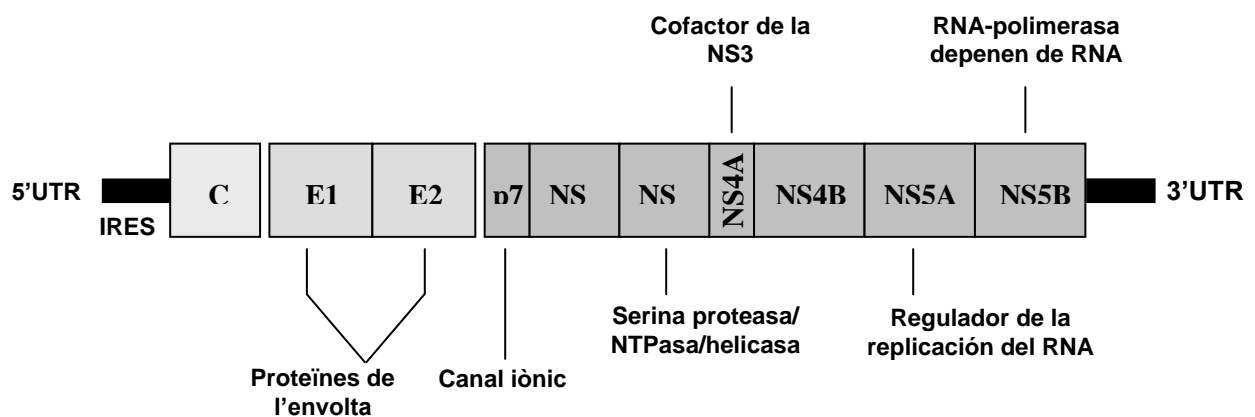 Cofactor de la
NS3
RNA-polimerasa
depenen de RNA
5’UTR
IRES
C
E1
E2
p7
NS
NS
NS4A
NS4B
NS5A
NS5B
3’UTR
Proteïnes de
l’envolta
Canal iònic
Serina proteasa/
NTPasa/helicasa
Regulador de la
replicación del RNA